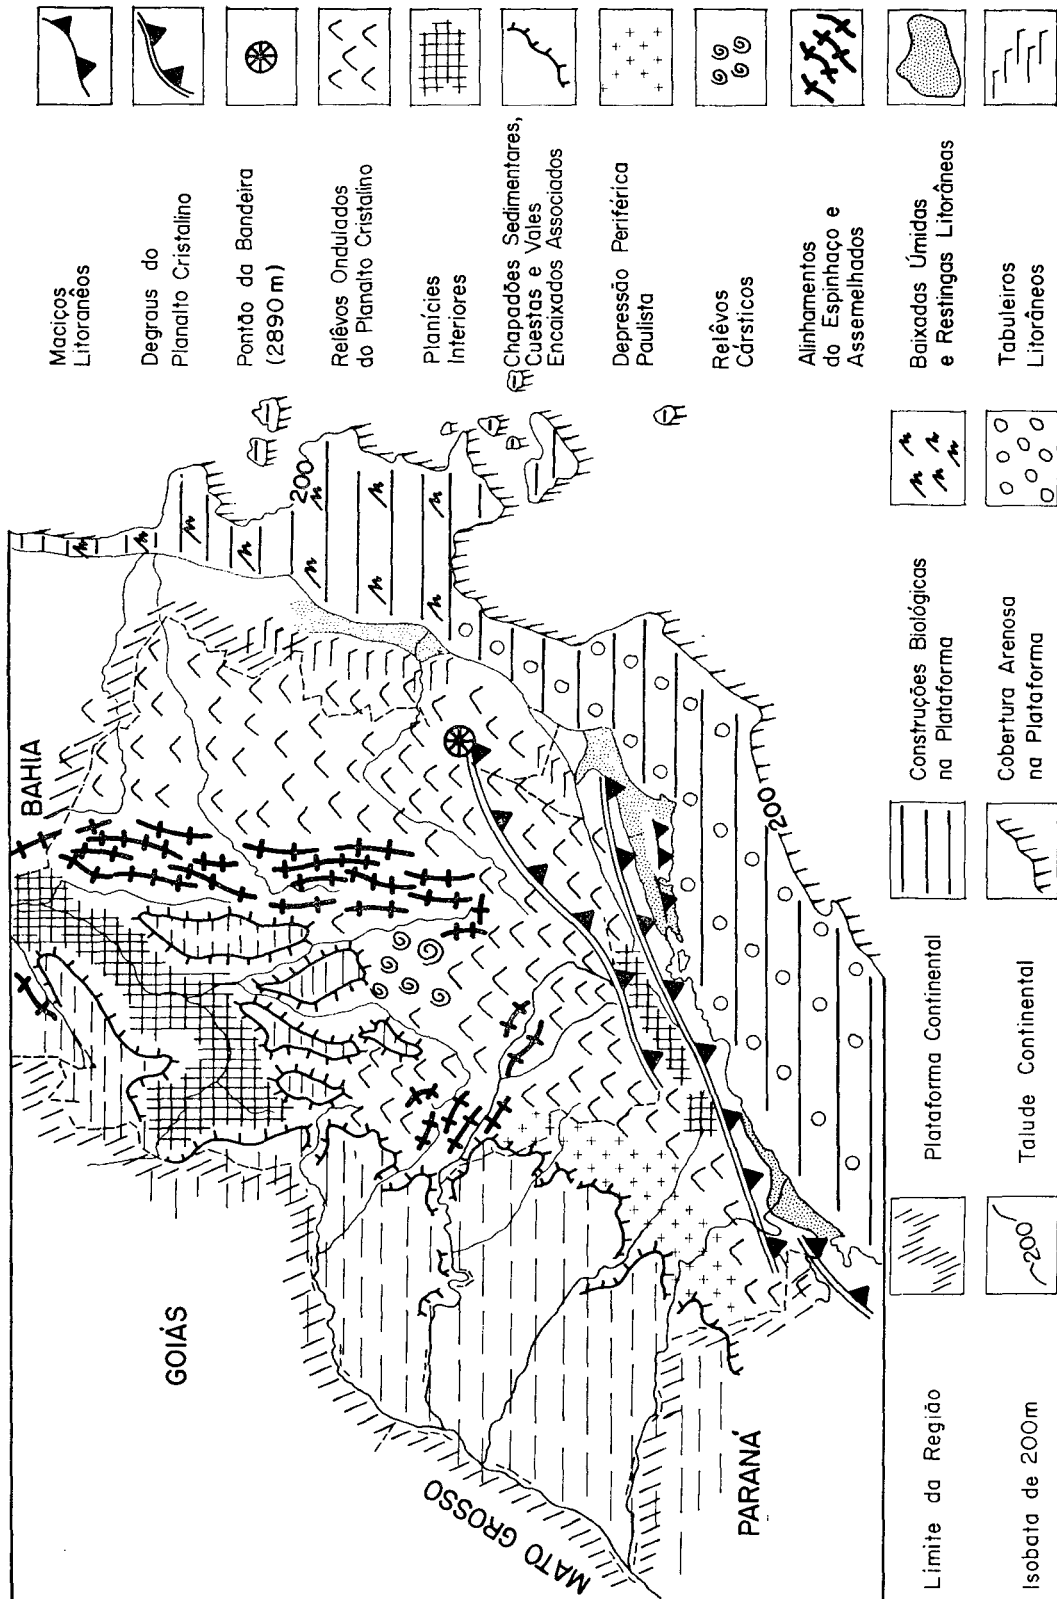 BAHIA
GOIÁS
MATO GROSSO
PARANÁ
200
200
Maciços
Litorâneos
Degraus do
Planalto Cristalino
Pontão da Bandeira
(2890 m)
Relêvos Ondulados
do Planalto Cristalino
Planícies
Interiores
Chapadões Sedimentares,
Cuestas e Vales
Encaixados Associados
Depressão Periférica
Paulista
Relêvos
Cársticos
Alinhamentos
do Espinhaço e
Assemelhados
Baixadas Úmidas
e Restingas Litorâneas
Tabuleiros
Litorâneos
Limite da Região
Plataforma Continental
Construções Biológicas
na Plataforma
Isobata de 200m
200
Talude Continental
Cobertura Arenosa
na Plataforma